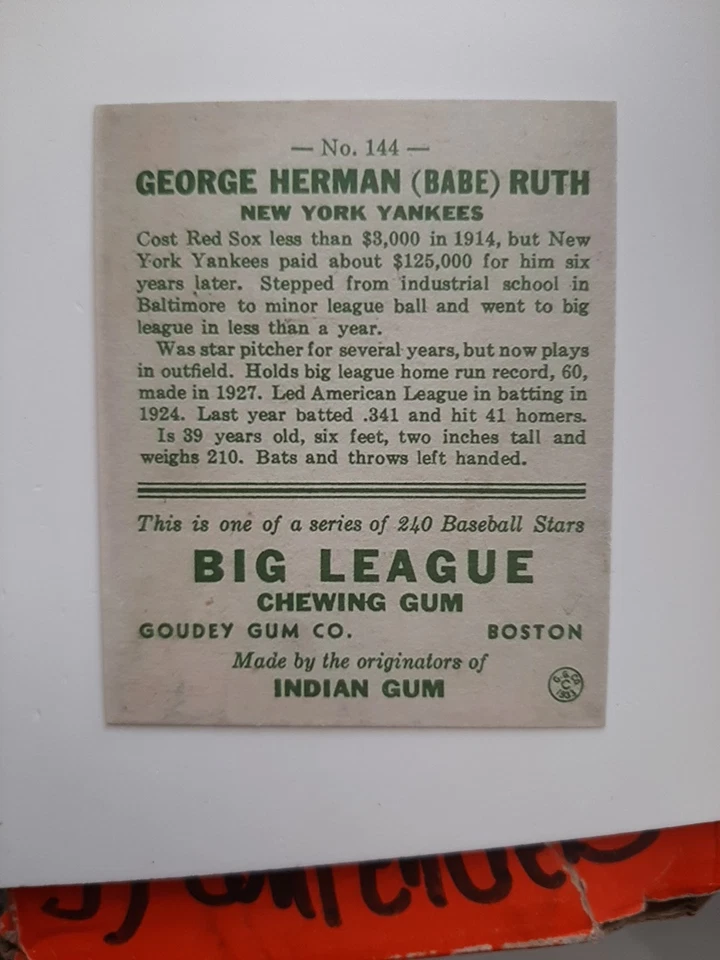 — No. 144 —
GEORGE HERMAN (BABE) RUTH
NEW YORK YANKEES
Cost Red Sox less than $3,000 in 1914, but New
York Yankees paid about $125,000 for him six
years later. Stepped from industrial school in
Baltimore to minor league ball and went to big
league in less than a year.
Was star pitcher for several years, but now plays
in outfield. Holds big league home run record, 60,
made in 1927. Led American League in batting in
1924. Last year batted .341 and hit 41 homers.
Is 39 years old, six feet, two inches tall and
weighs 210. Bats and throws left handed.
This is one of a series of 240 Baseball Stars
BIG LEAGUE
CHEWING GUM
GOUDEY GUM CO. BOSTON
Made by the originators of
INDIAN GUM
G. G. Co.
C
1933